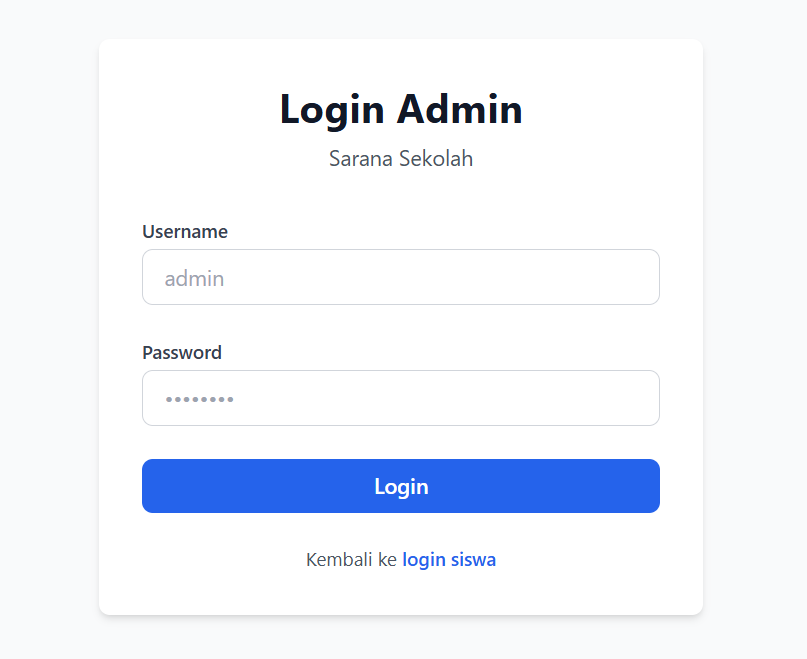 Login Admin
Sarana Sekolah
Username
admin
Password
••••••••
Login
Kembali ke login siswa